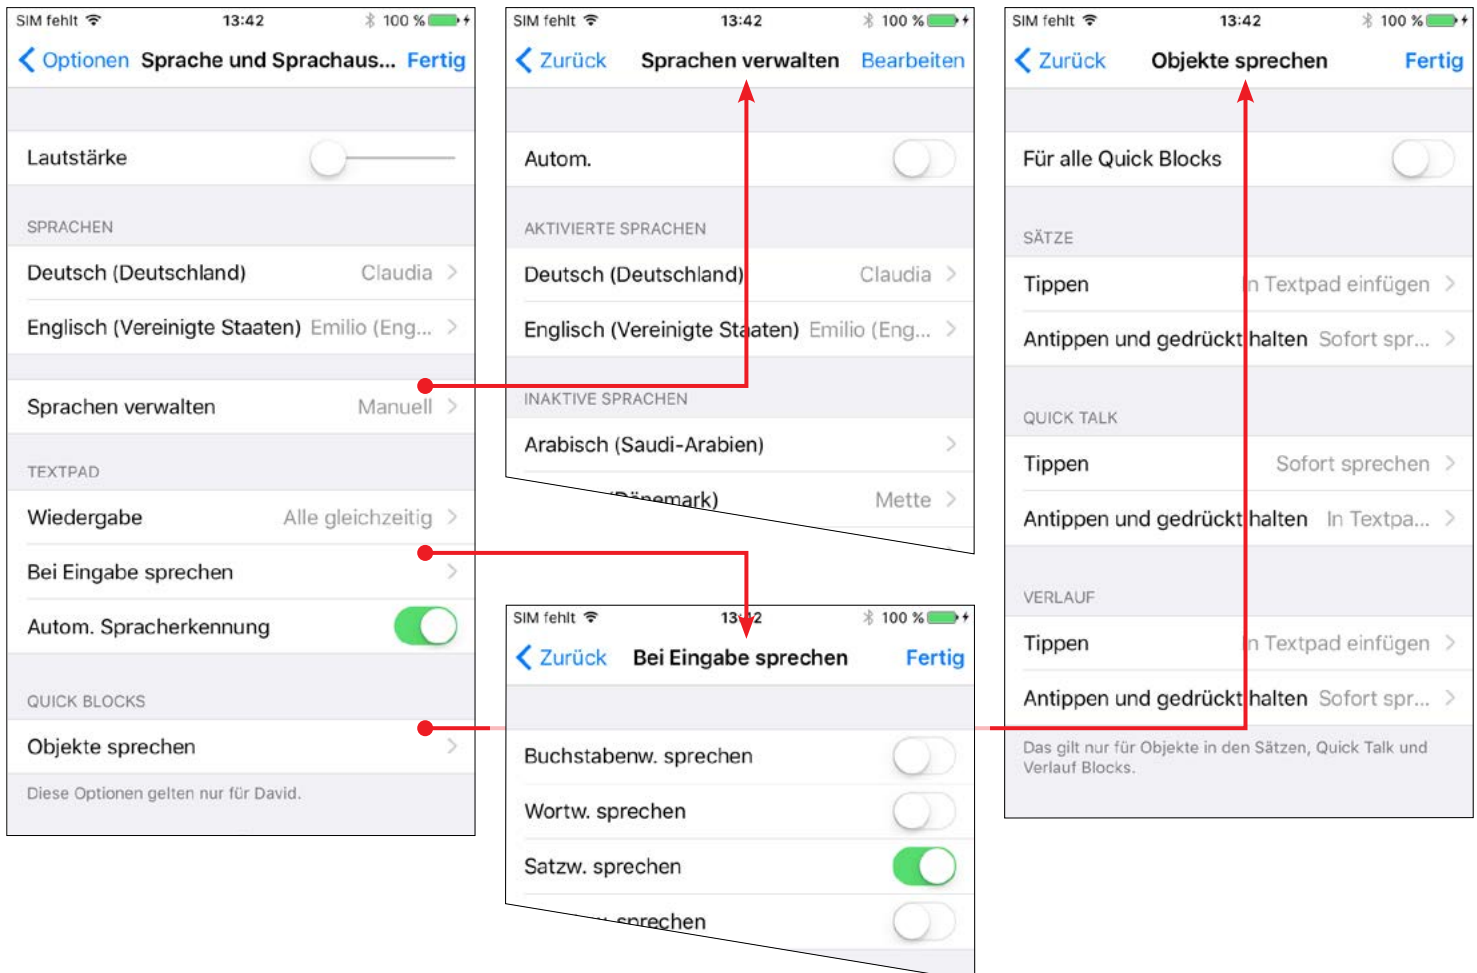 SIM fehlt 13:42 100 %
Optionen Sprache und Sprachaus... Fertig
Lautstärke
SPRACHEN
Deutsch (Deutschland) Claudia
Englisch (Vereinigte Staaten) Emilio (Eng...
Sprachen verwalten Manuell
TEXTPAD
Wiedergabe Alle gleichzeitig
Bei Eingabe sprechen
Autom. Spracherkennung
QUICK BLOCKS
Objekte sprechen
Diese Optionen gelten nur für David.
SIM fehlt 13:42 100 %
Zurück Sprachen verwalten Bearbeiten
Autom.
AKTIVIERTE SPRACHEN
Deutsch (Deutschland) Claudia
Englisch (Vereinigte Staaten) Emilio (Eng...
INAKTIVE SPRACHEN
Arabisch (Saudi-Arabien)
(Dänemark) Mette
SIM fehlt 13:42 100 %
Zurück Bei Eingabe sprechen Fertig
Buchstabenw. sprechen
Wortw. sprechen
Satzw. sprechen
sprechen
SIM fehlt 13:42 100 %
Zurück Objekte sprechen Fertig
Für alle Quick Blocks
SÄTZE
Tippen In Textpad einfügen
Antippen und gedrückt halten Sofort spr...
QUICK TALK
Tippen Sofort sprechen
Antippen und gedrückt halten In Textpa...
VERLAUF
Tippen In Textpad einfügen
Antippen und gedrückt halten Sofort spr...
Das gilt nur für Objekte in den Sätzen, Quick Talk und
Verlauf Blocks.